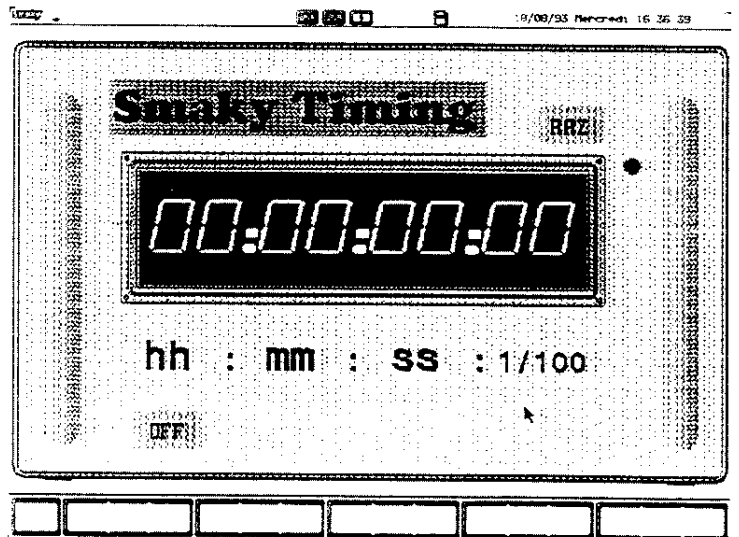 18/08/93 Mercredi 16 36 39
Smaky Timing
RAZ
00:00:00:00
hh : mm : ss : 1/100
OFF